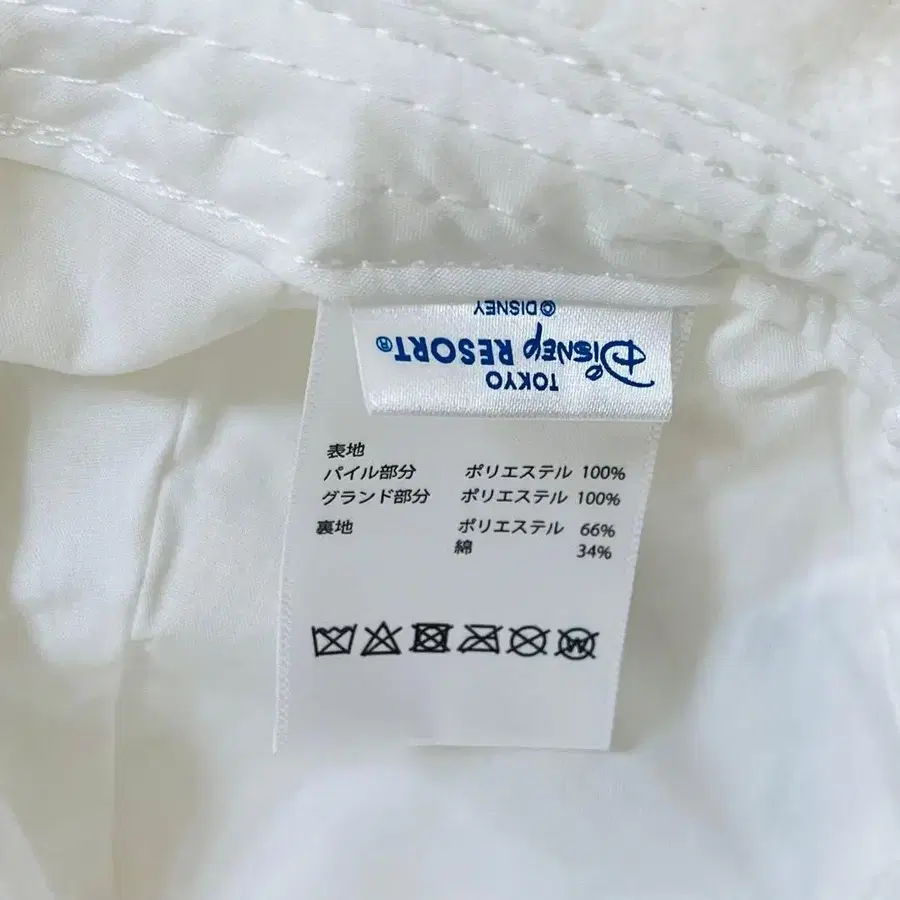 TOKYO
Disney RESORT®
© DISNEY
表地
パイル部分 ポリエステル 100%
グランド部分 ポリエステル 100%
裏地 ポリエステル 66%
綿 34%